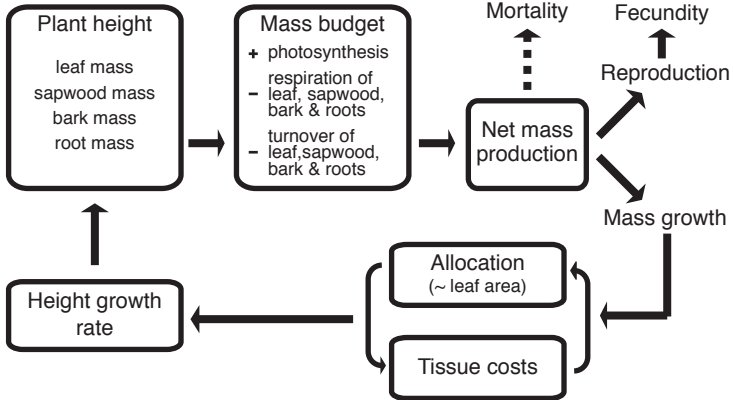 Plant height
leaf mass
sapwood mass
bark mass
root mass
Mass budget
+ photosynthesis
respiration of
- leaf, sapwood,
bark & roots
turnover of
- leaf,sapwood,
bark & roots
Mortality
Net mass
production
Fecundity
Reproduction
Mass growth
Allocation
(~ leaf area)
Tissue costs
Height growth
rate